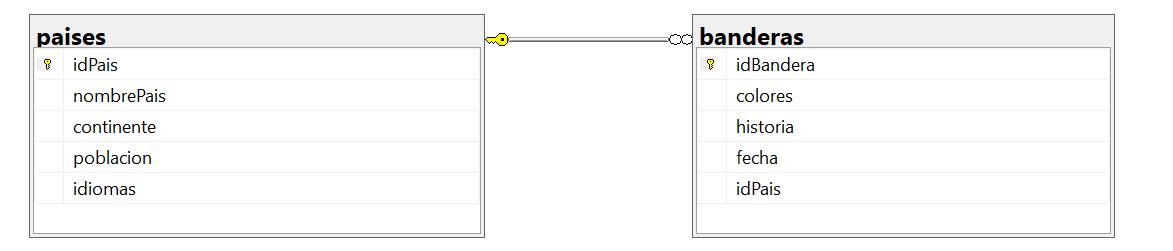 paises
idPais
nombrePais
continente
poblacion
idiomas
banderas
idBandera
colores
historia
fecha
idPais